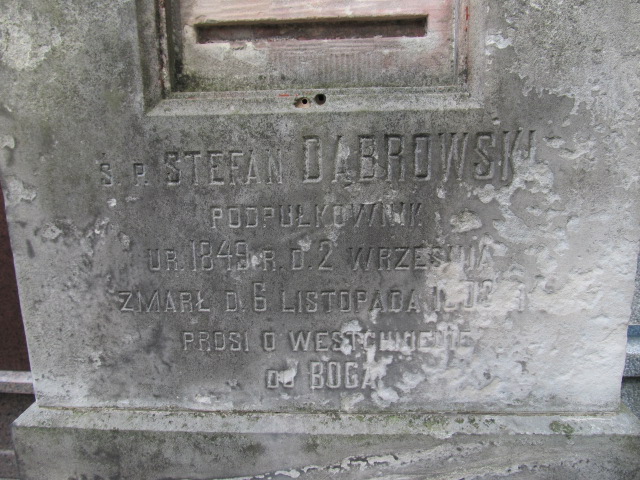 Ś. P. STEFAN DĄBROWSKI
PODPUŁKOWNIK
UR. 1849 R. D. 2 WRZEŚNIA
ZMARŁ D. 6 LISTOPADA
PROSI O WESTCHNIENIE
DO BOGA